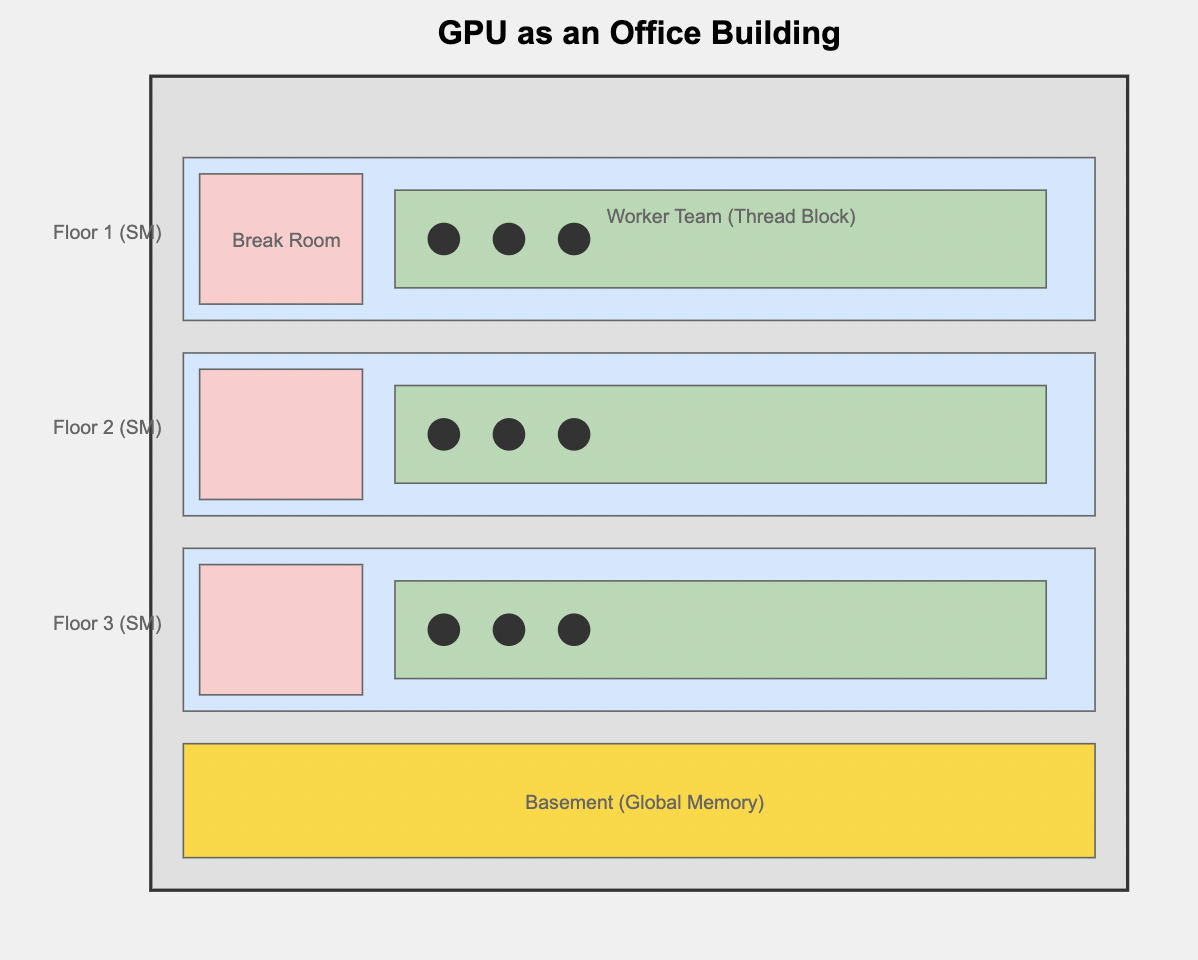 GPU as an Office Building
Floor 1 (SM)
Break Room
Worker Team (Thread Block)
Floor 2 (SM)
Floor 3 (SM)
Basement (Global Memory)